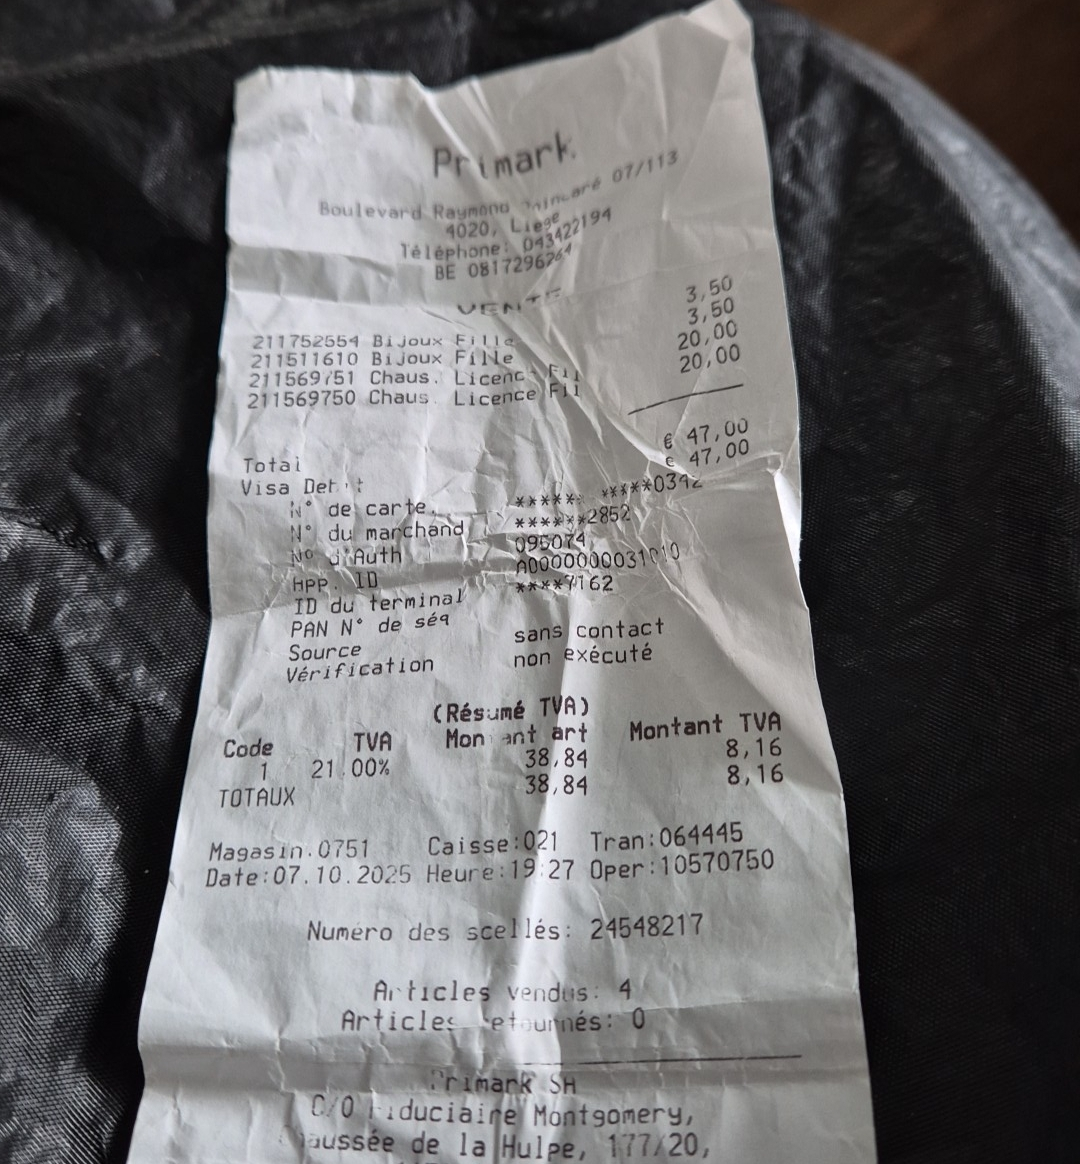 Primark
Boulevard Raymond Poincaré 07/113
4020, Liege
Téléphone: 043422194
BE 0817296264
VENTE
211752554 Bijoux Fille 3,50
211511610 Bijoux Fille 3,50
211569751 Chaus. Licence Fil 20,00
211569750 Chaus. Licence Fil 20,00
Total € 47,00
Visa Debit € 47,00
N° de carte ***** *****0342
N° du marchand ******2852
No d'Auth 095074
App. ID A0000000031010
ID du terminal ****7162
PAN N° de séq
Source sans contact
Vérification non exécuté
(Résumé TVA)
Code TVA Montant art Montant TVA
1 21.00% 38,84 8,16
TOTAUX 38,84 8,16
Magasin:0751 Caisse:021 Tran:064445
Date:07.10.2025 Heure:19:27 Oper:10570750
Numéro des scellés: 24548217
Articles vendus: 4
Articles retournés: 0
Primark SA
C/O Fiduciaire Montgomery,
Chaussée de la Hulpe, 177/20,